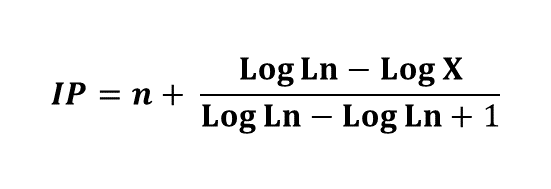 IP = n + (Log Ln − Log X) / (Log Ln − Log Ln + 1)